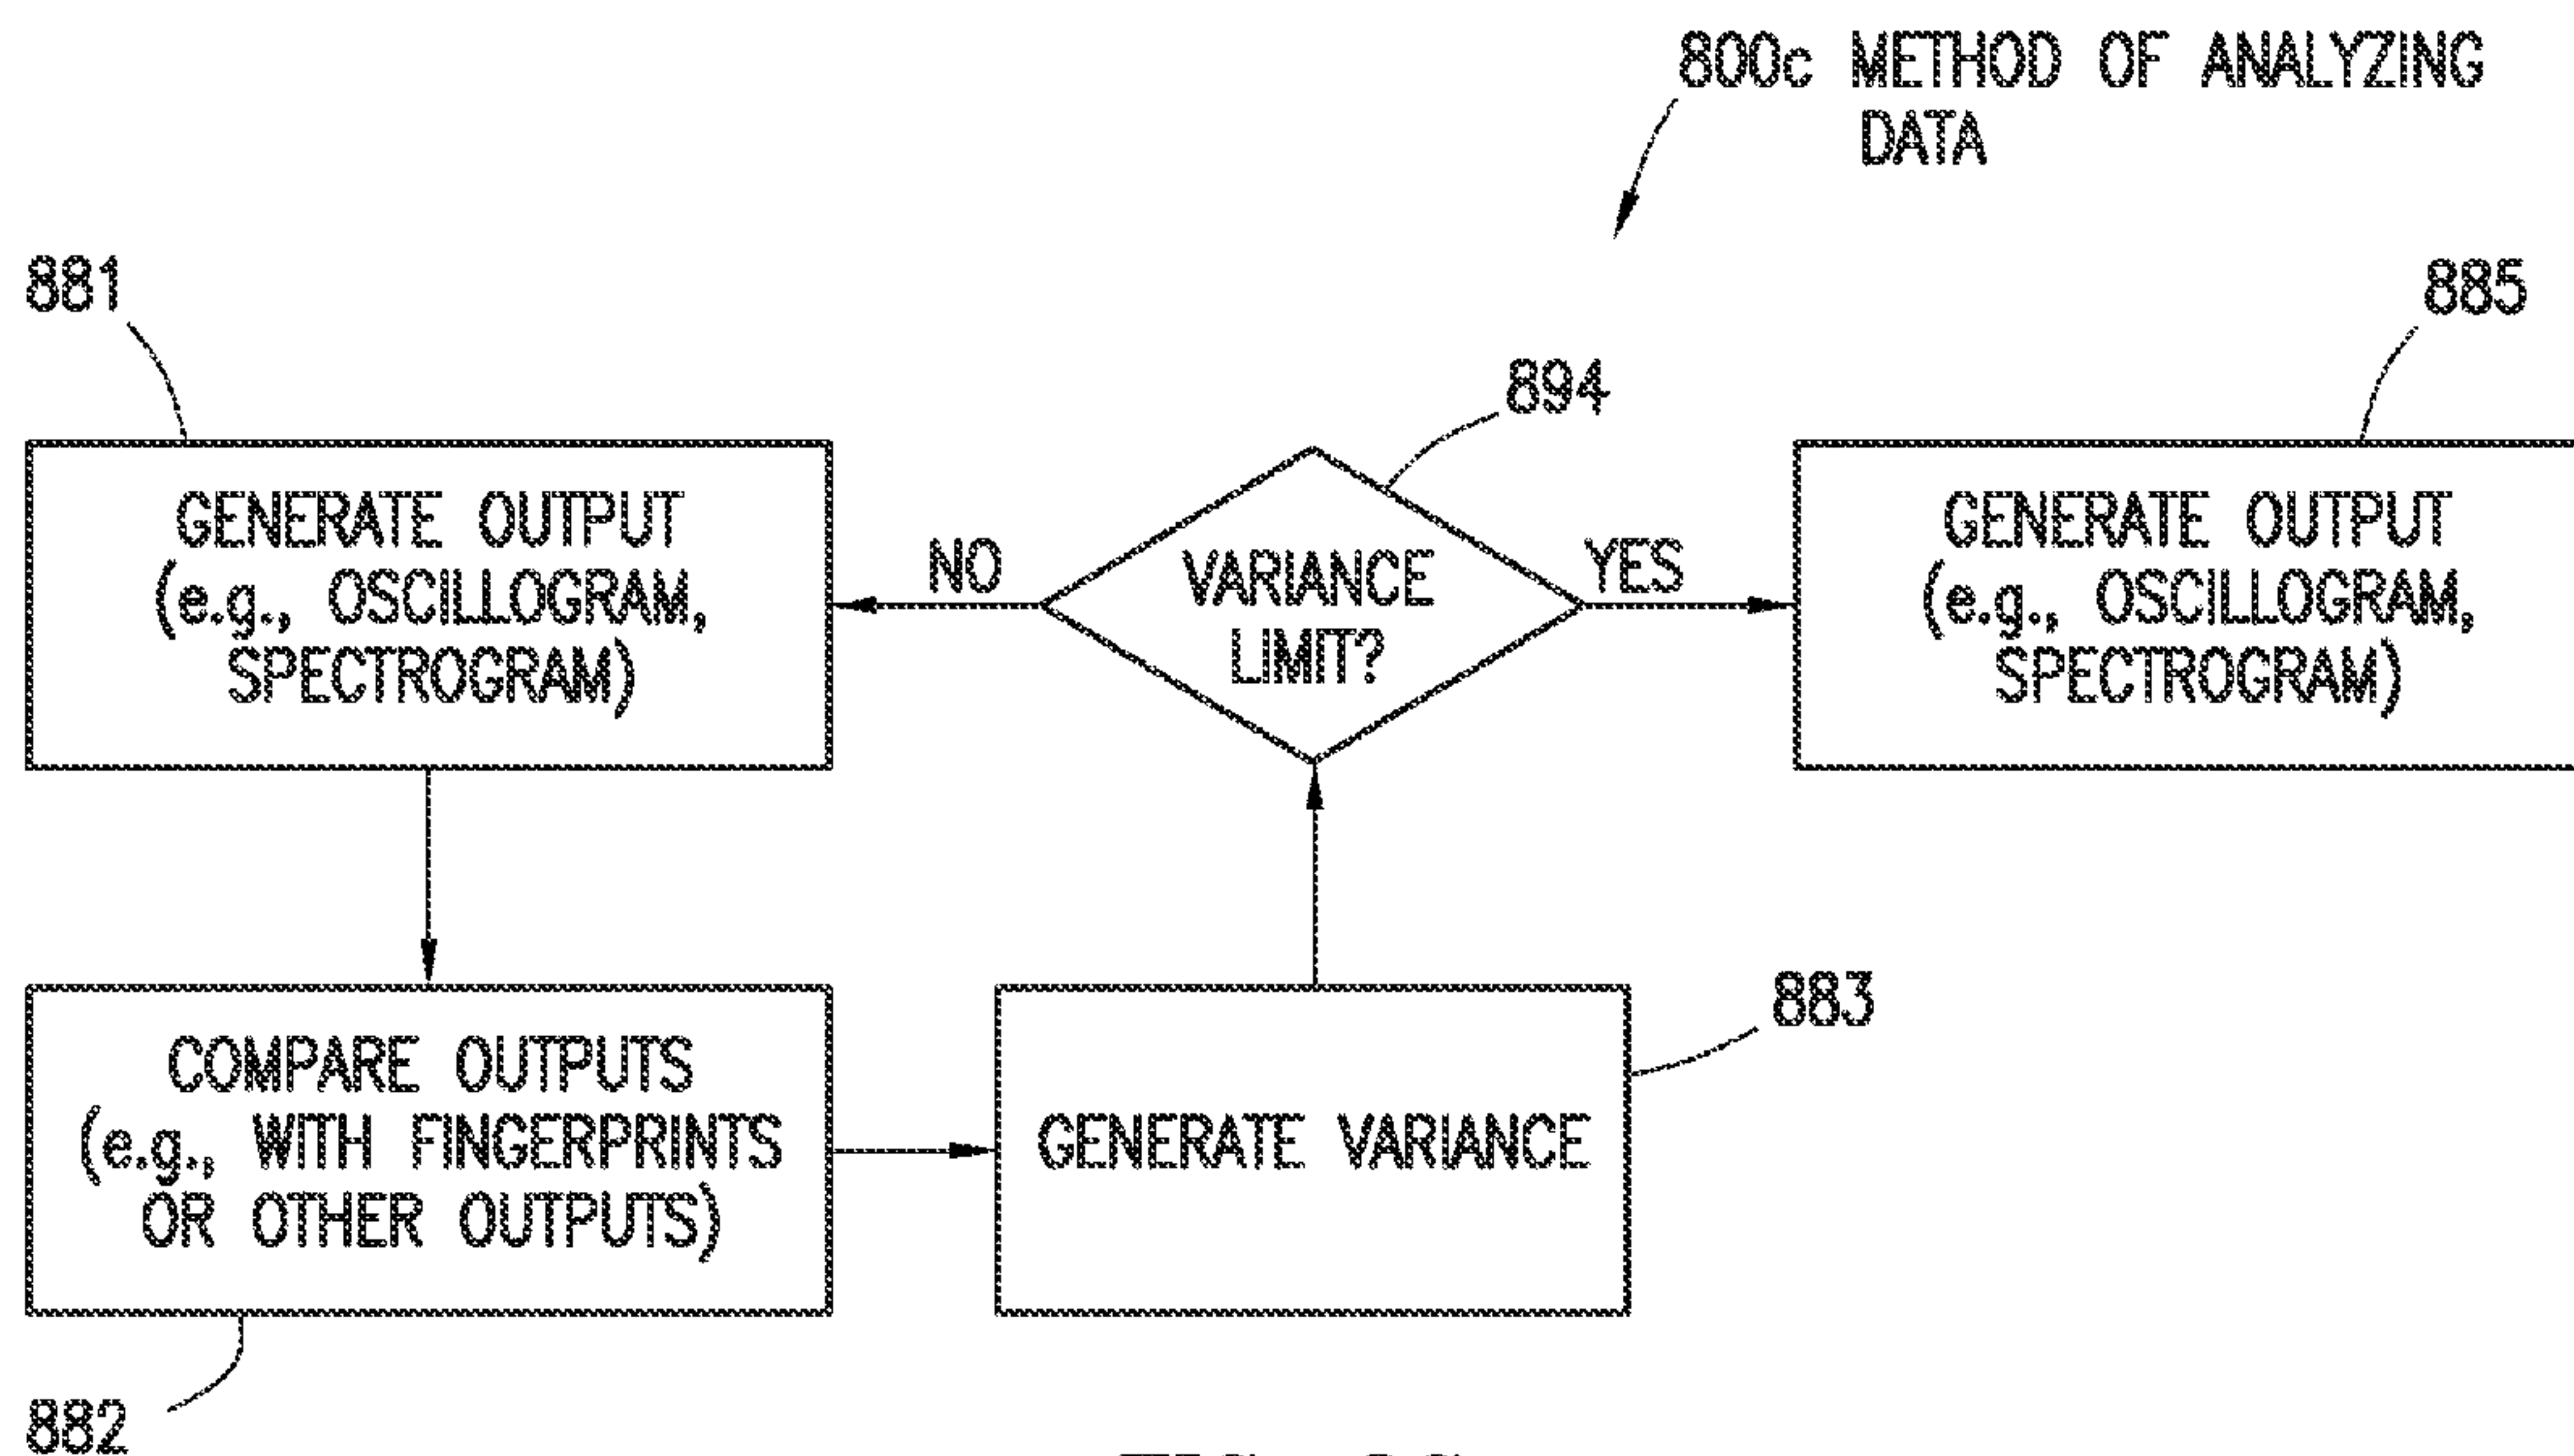 800c METHOD OF ANALYZING
DATA
881
885
894
GENERATE OUTPUT
(e.g., OSCILLOGRAM,
SPECTROGRAM)
NO
VARIANCE
LIMIT?
YES
GENERATE OUTPUT
(e.g., OSCILLOGRAM,
SPECTROGRAM)
883
COMPARE OUTPUTS
(e.g., WITH FINGERPRINTS
OR OTHER OUTPUTS)
GENERATE VARIANCE
882